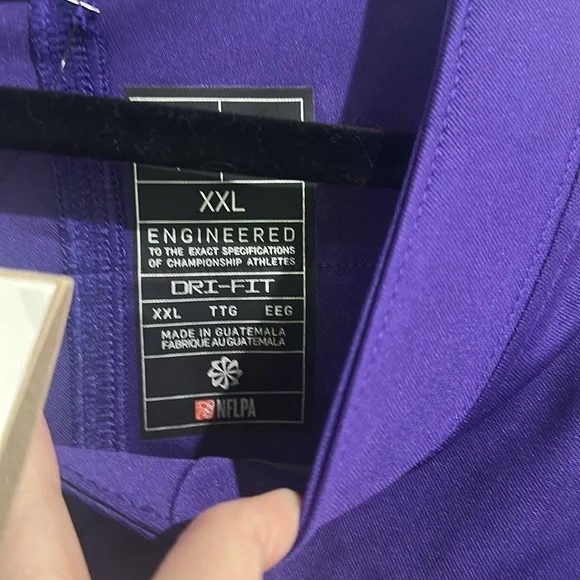 XXL
ENGINEERED
TO THE EXACT SPECIFICATIONS
OF CHAMPIONSHIP ATHLETES
DRI-FIT
XXL TTG EEG
MADE IN GUATEMALA
FABRIQUE AU GUATEMALA
NFLPA